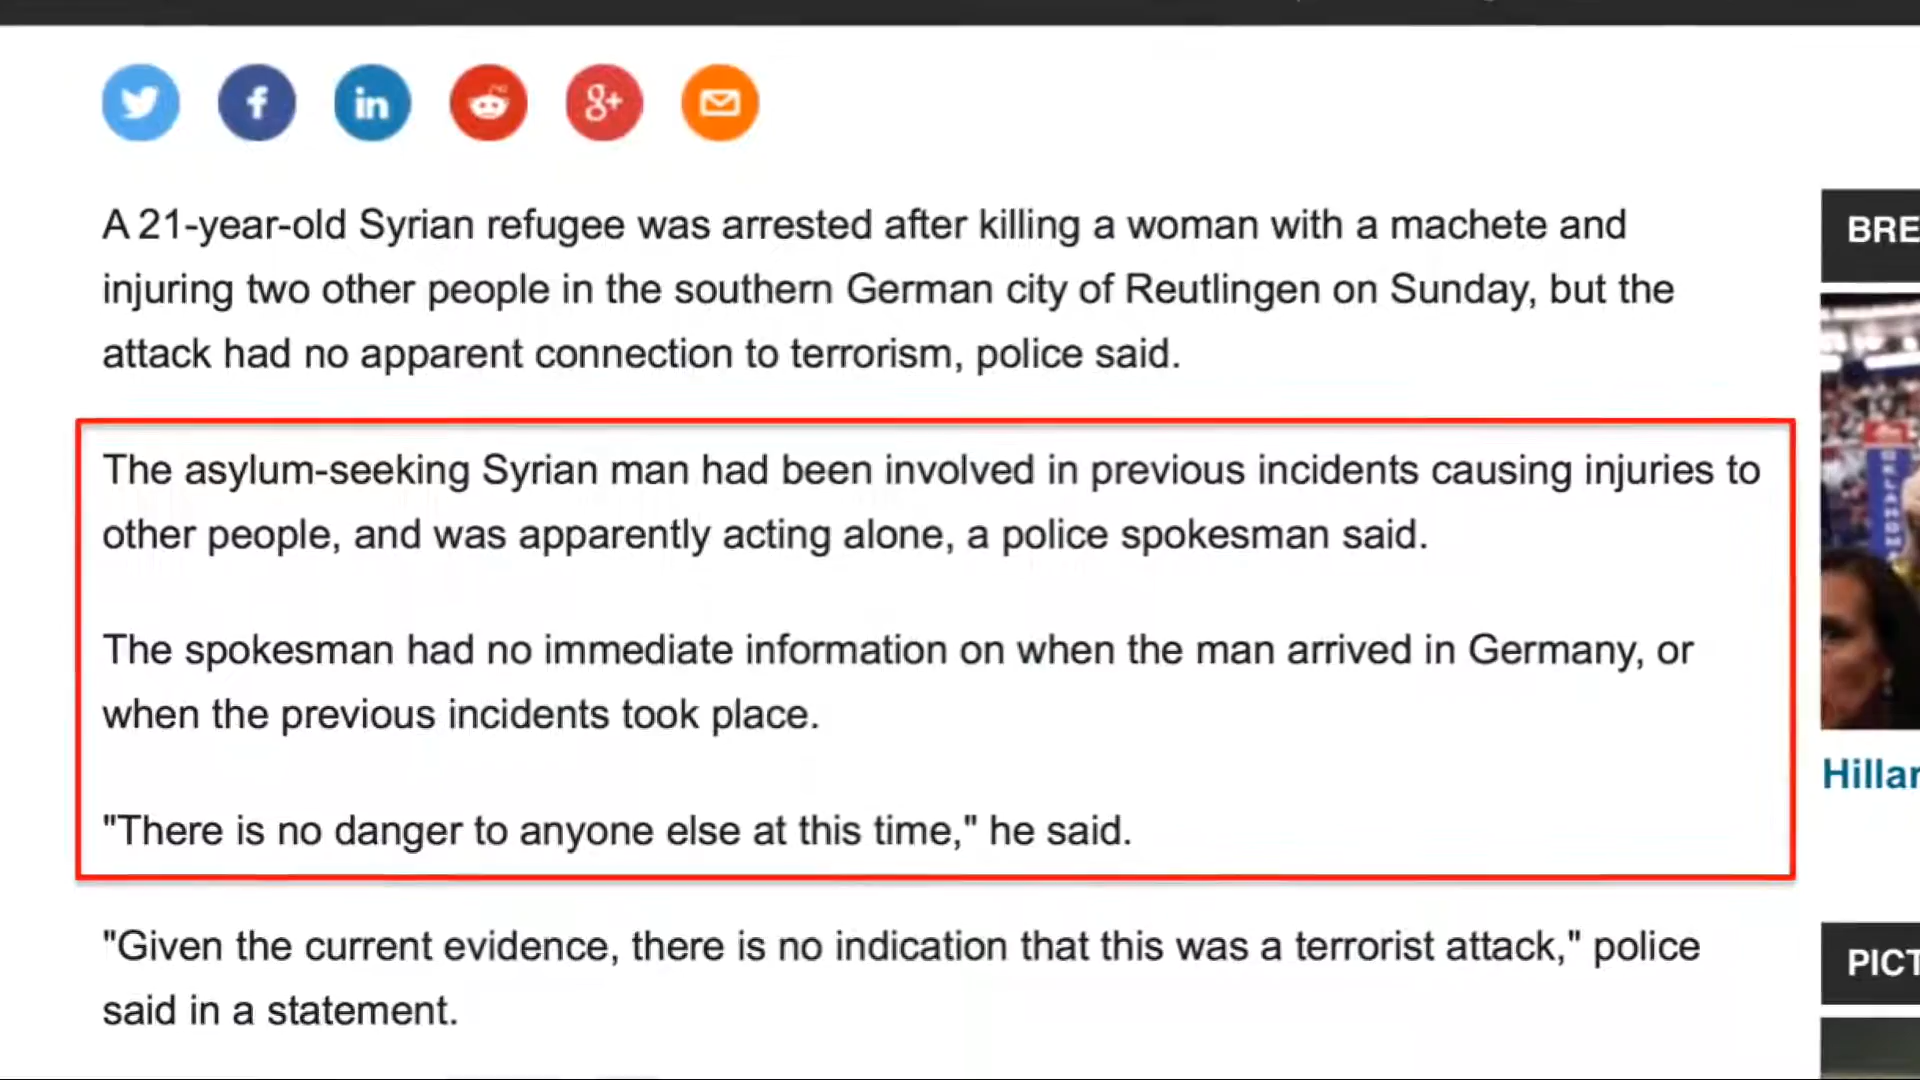 f
in
g+
A 21-year-old Syrian refugee was arrested after killing a woman with a machete and
injuring two other people in the southern German city of Reutlingen on Sunday, but the
attack had no apparent connection to terrorism, police said.
The asylum-seeking Syrian man had been involved in previous incidents causing injuries to
other people, and was apparently acting alone, a police spokesman said.
The spokesman had no immediate information on when the man arrived in Germany, or
when the previous incidents took place.
"There is no danger to anyone else at this time," he said.
"Given the current evidence, there is no indication that this was a terrorist attack," police
said in a statement.
BRE
OKLAHOMA
Hillar
PICT